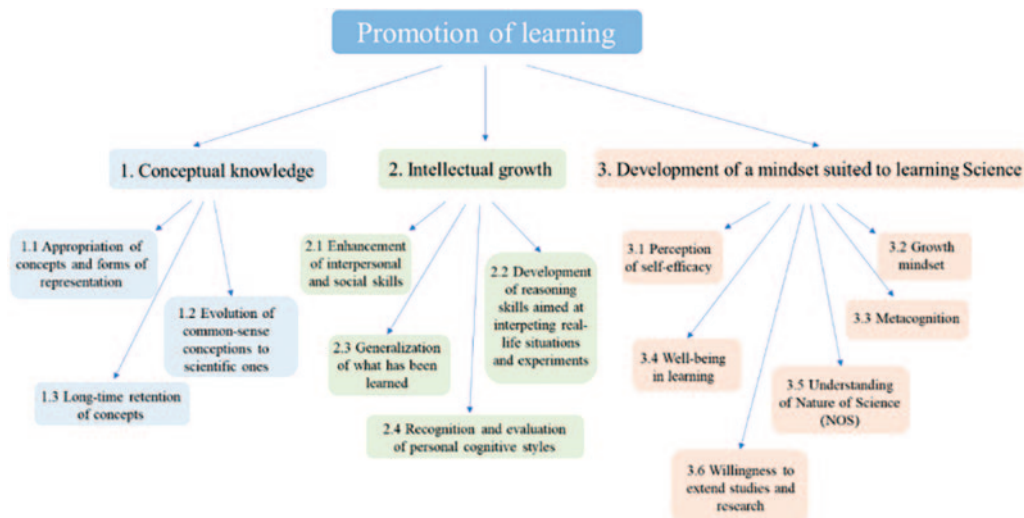 Promotion of learning
1. Conceptual knowledge
1.1 Appropriation of
concepts and forms of
representation
1.2 Evolution of
common-sense
conceptions to
scientific ones
1.3 Long-time retention
of concepts
2. Intellectual growth
2.1 Enhancement
of interpersonal
and social skills
2.2 Development
of reasoning
skills aimed at
interpeting real-
life situations
and experiments
2.3 Generalization
of what has been
learned
2.4 Recognition and evaluation
of personal cognitive styles
3. Development of a mindset suited to learning Science
3.1 Perception
of self-efficacy
3.2 Growth
mindset
3.3 Metacognition
3.4 Well-being
in learning
3.5 Understanding
of Nature of Science
(NOS)
3.6 Willingness to
extend studies and
research